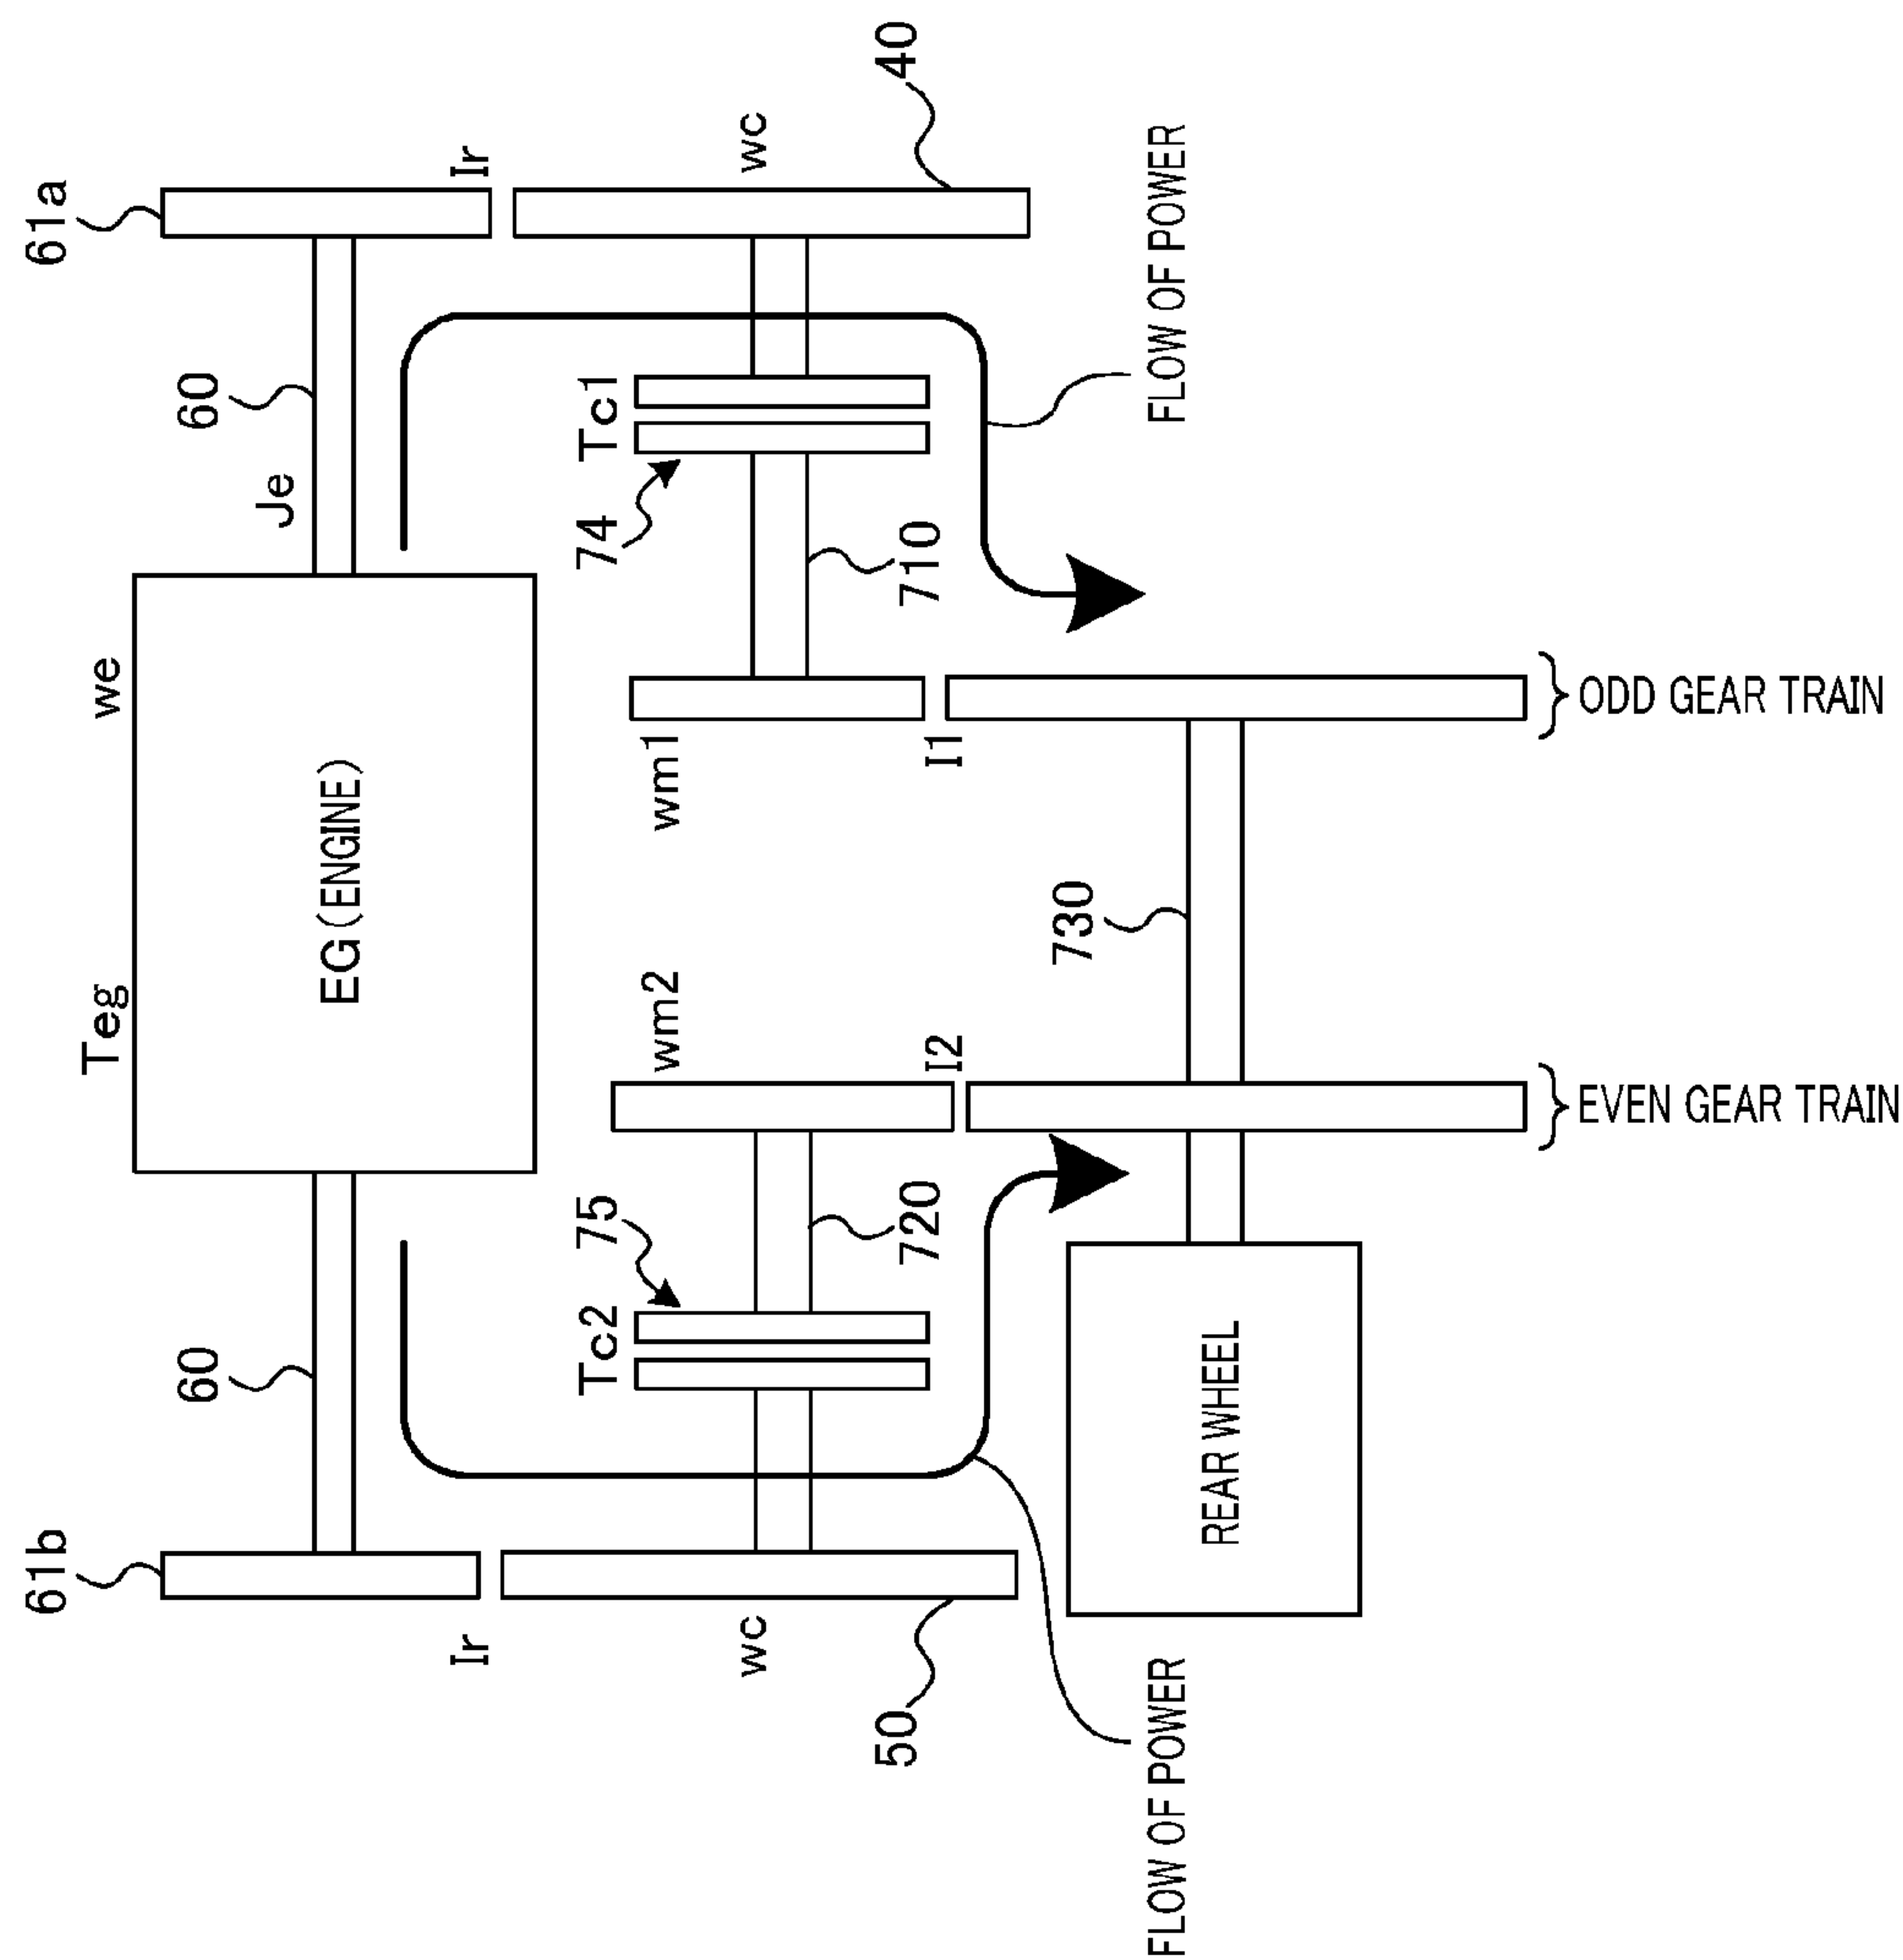 61b
61a
Teg
we
60
Je
60
EG(ENGINE)
Ir
Ir
Tc2
75
74
Tc1
wm2
wm1
wc
wc
50
720
710
40
I2
I1
730
FLOW OF POWER
REAR WHEEL
FLOW OF POWER
EVEN GEAR TRAIN
ODD GEAR TRAIN